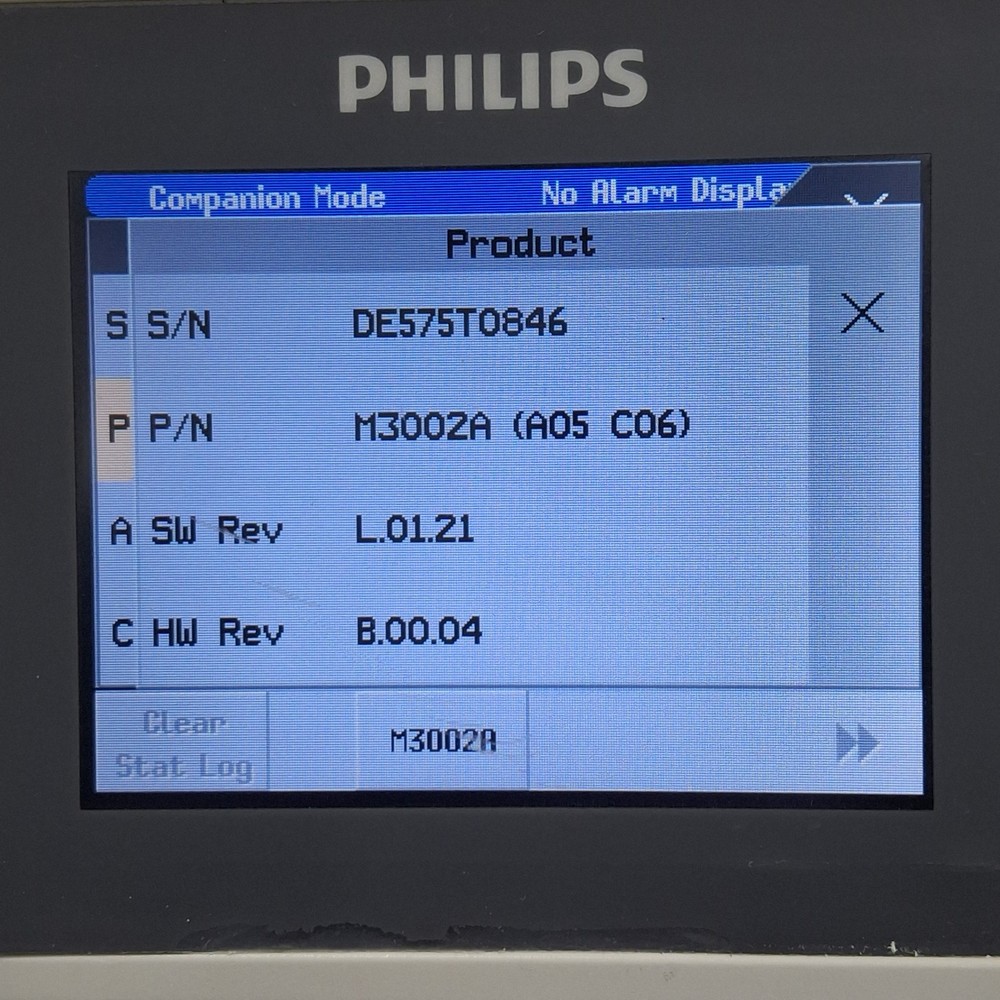 PHILIPS
Companion Mode No Alarm Displa
Product
S S/N DE575T0846
P P/N M3002A (A05 C06)
A SW Rev L.01.21
C HW Rev B.00.04
Clear
Stat Log
M3002A